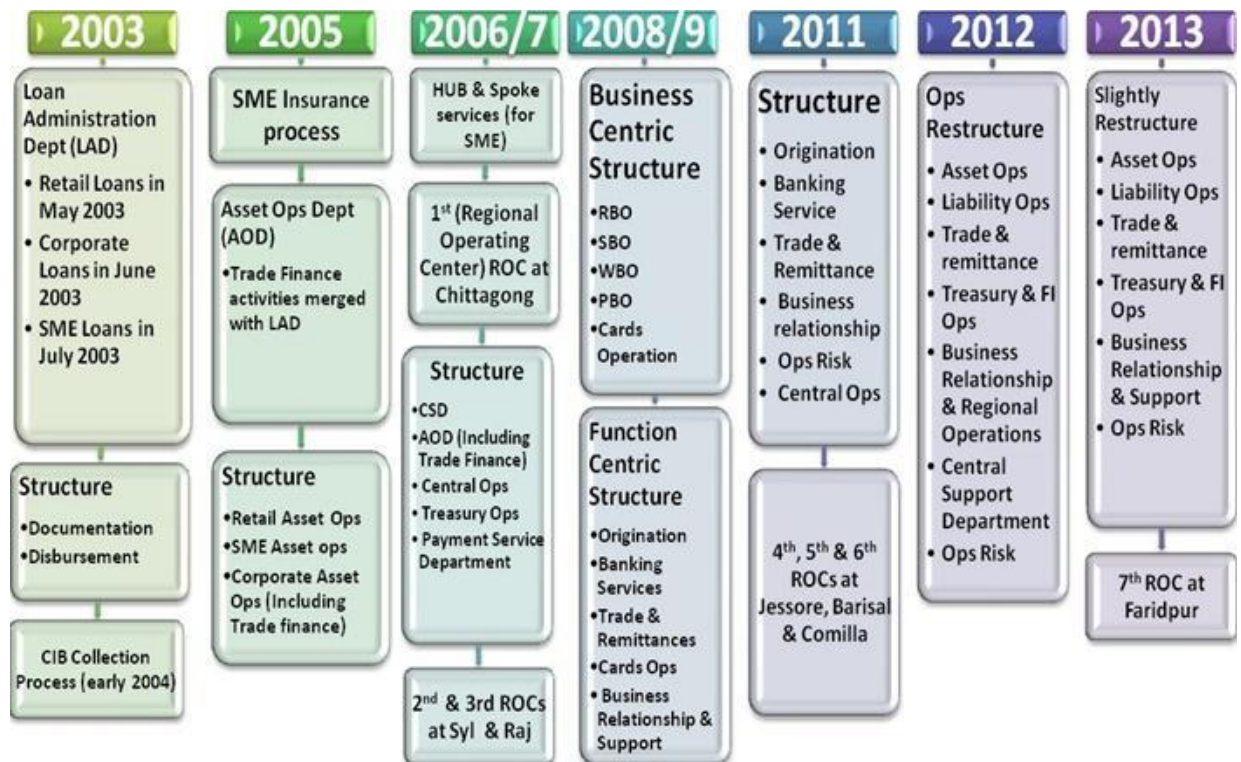 2003
Loan
Administration
Dept (LAD)
• Retail Loans in
May 2003
• Corporate
Loans in June
2003
• SME Loans in
July 2003
Structure
•Documentation
•Disbursement
CIB Collection
Process (early 2004)
2005
SME Insurance
process
Asset Ops Dept
(AOD)
•Trade Finance
activities merged
with LAD
Structure
•Retail Asset Ops
•SME Asset ops
•Corporate Asset
Ops (Including
Trade finance)
2006/7
HUB & Spoke
services (for
SME)
1st (Regional
Operating
Center) ROC at
Chittagong
Structure
•CSD
•AOD (Including
Trade Finance)
• Central Ops
• Treasury Ops
• Payment Service
Department
2nd & 3rd ROCs
at Syl & Raj
2008/9
Business
Centric
Structure
•RBO
•SBO
•WBO
•PBO
•Cards
Operation
Function
Centric
Structure
•Origination
•Banking
Services
•Trade &
Remittances
•Cards Ops
• Business
Relationship &
Support
2011
Structure
• Origination
• Banking
Service
• Trade &
Remittance
• Business
relationship
• Ops Risk
• Central Ops
4th, 5th & 6th
ROCs at
Jessore, Barisal
& Comilla
2012
Ops
Restructure
• Asset Ops
• Liability Ops
• Trade &
remittance
• Treasury & FI
Ops
• Business
Relationship
& Regional
Operations
• Central
Support
Department
• Ops Risk
2013
Slightly
Restructure
• Asset Ops
• Liability Ops
• Trade &
remittance
• Treasury & FI
Ops
• Business
Relationship
& Support
• Ops Risk
7th ROC at
Faridpur